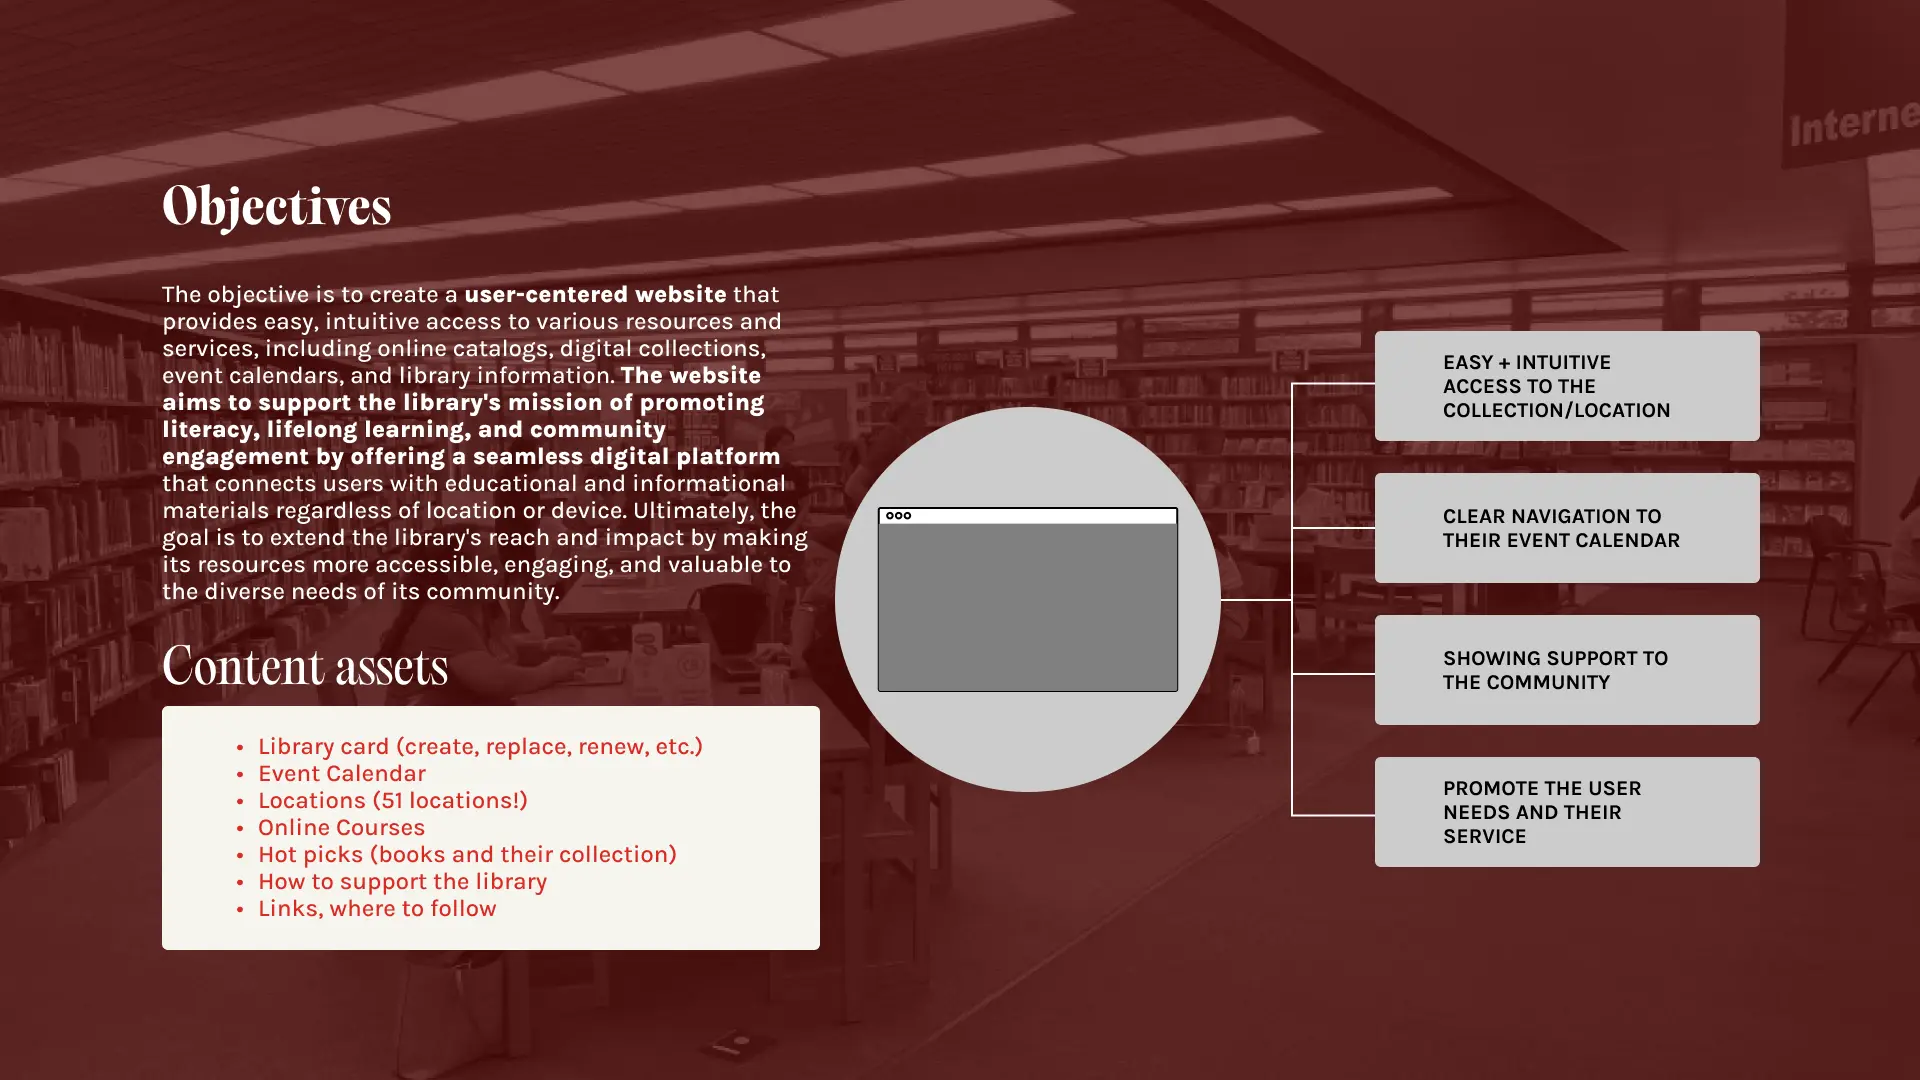 Interne
Objectives
The objective is to create a user-centered website that
provides easy, intuitive access to various resources and
services, including online catalogs, digital collections,
event calendars, and library information. The website
aims to support the library's mission of promoting
literacy, lifelong learning, and community
engagement by offering a seamless digital platform
that connects users with educational and informational
materials regardless of location or device. Ultimately, the
goal is to extend the library's reach and impact by making
its resources more accessible, engaging, and valuable to
the diverse needs of its community.
Content assets
• Library card (create, replace, renew, etc.)
• Event Calendar
• Locations (51 locations!)
• Online Courses
• Hot picks (books and their collection)
• How to support the library
• Links, where to follow
EASY + INTUITIVE
ACCESS TO THE
COLLECTION/LOCATION
CLEAR NAVIGATION TO
THEIR EVENT CALENDAR
SHOWING SUPPORT TO
THE COMMUNITY
PROMOTE THE USER
NEEDS AND THEIR
SERVICE